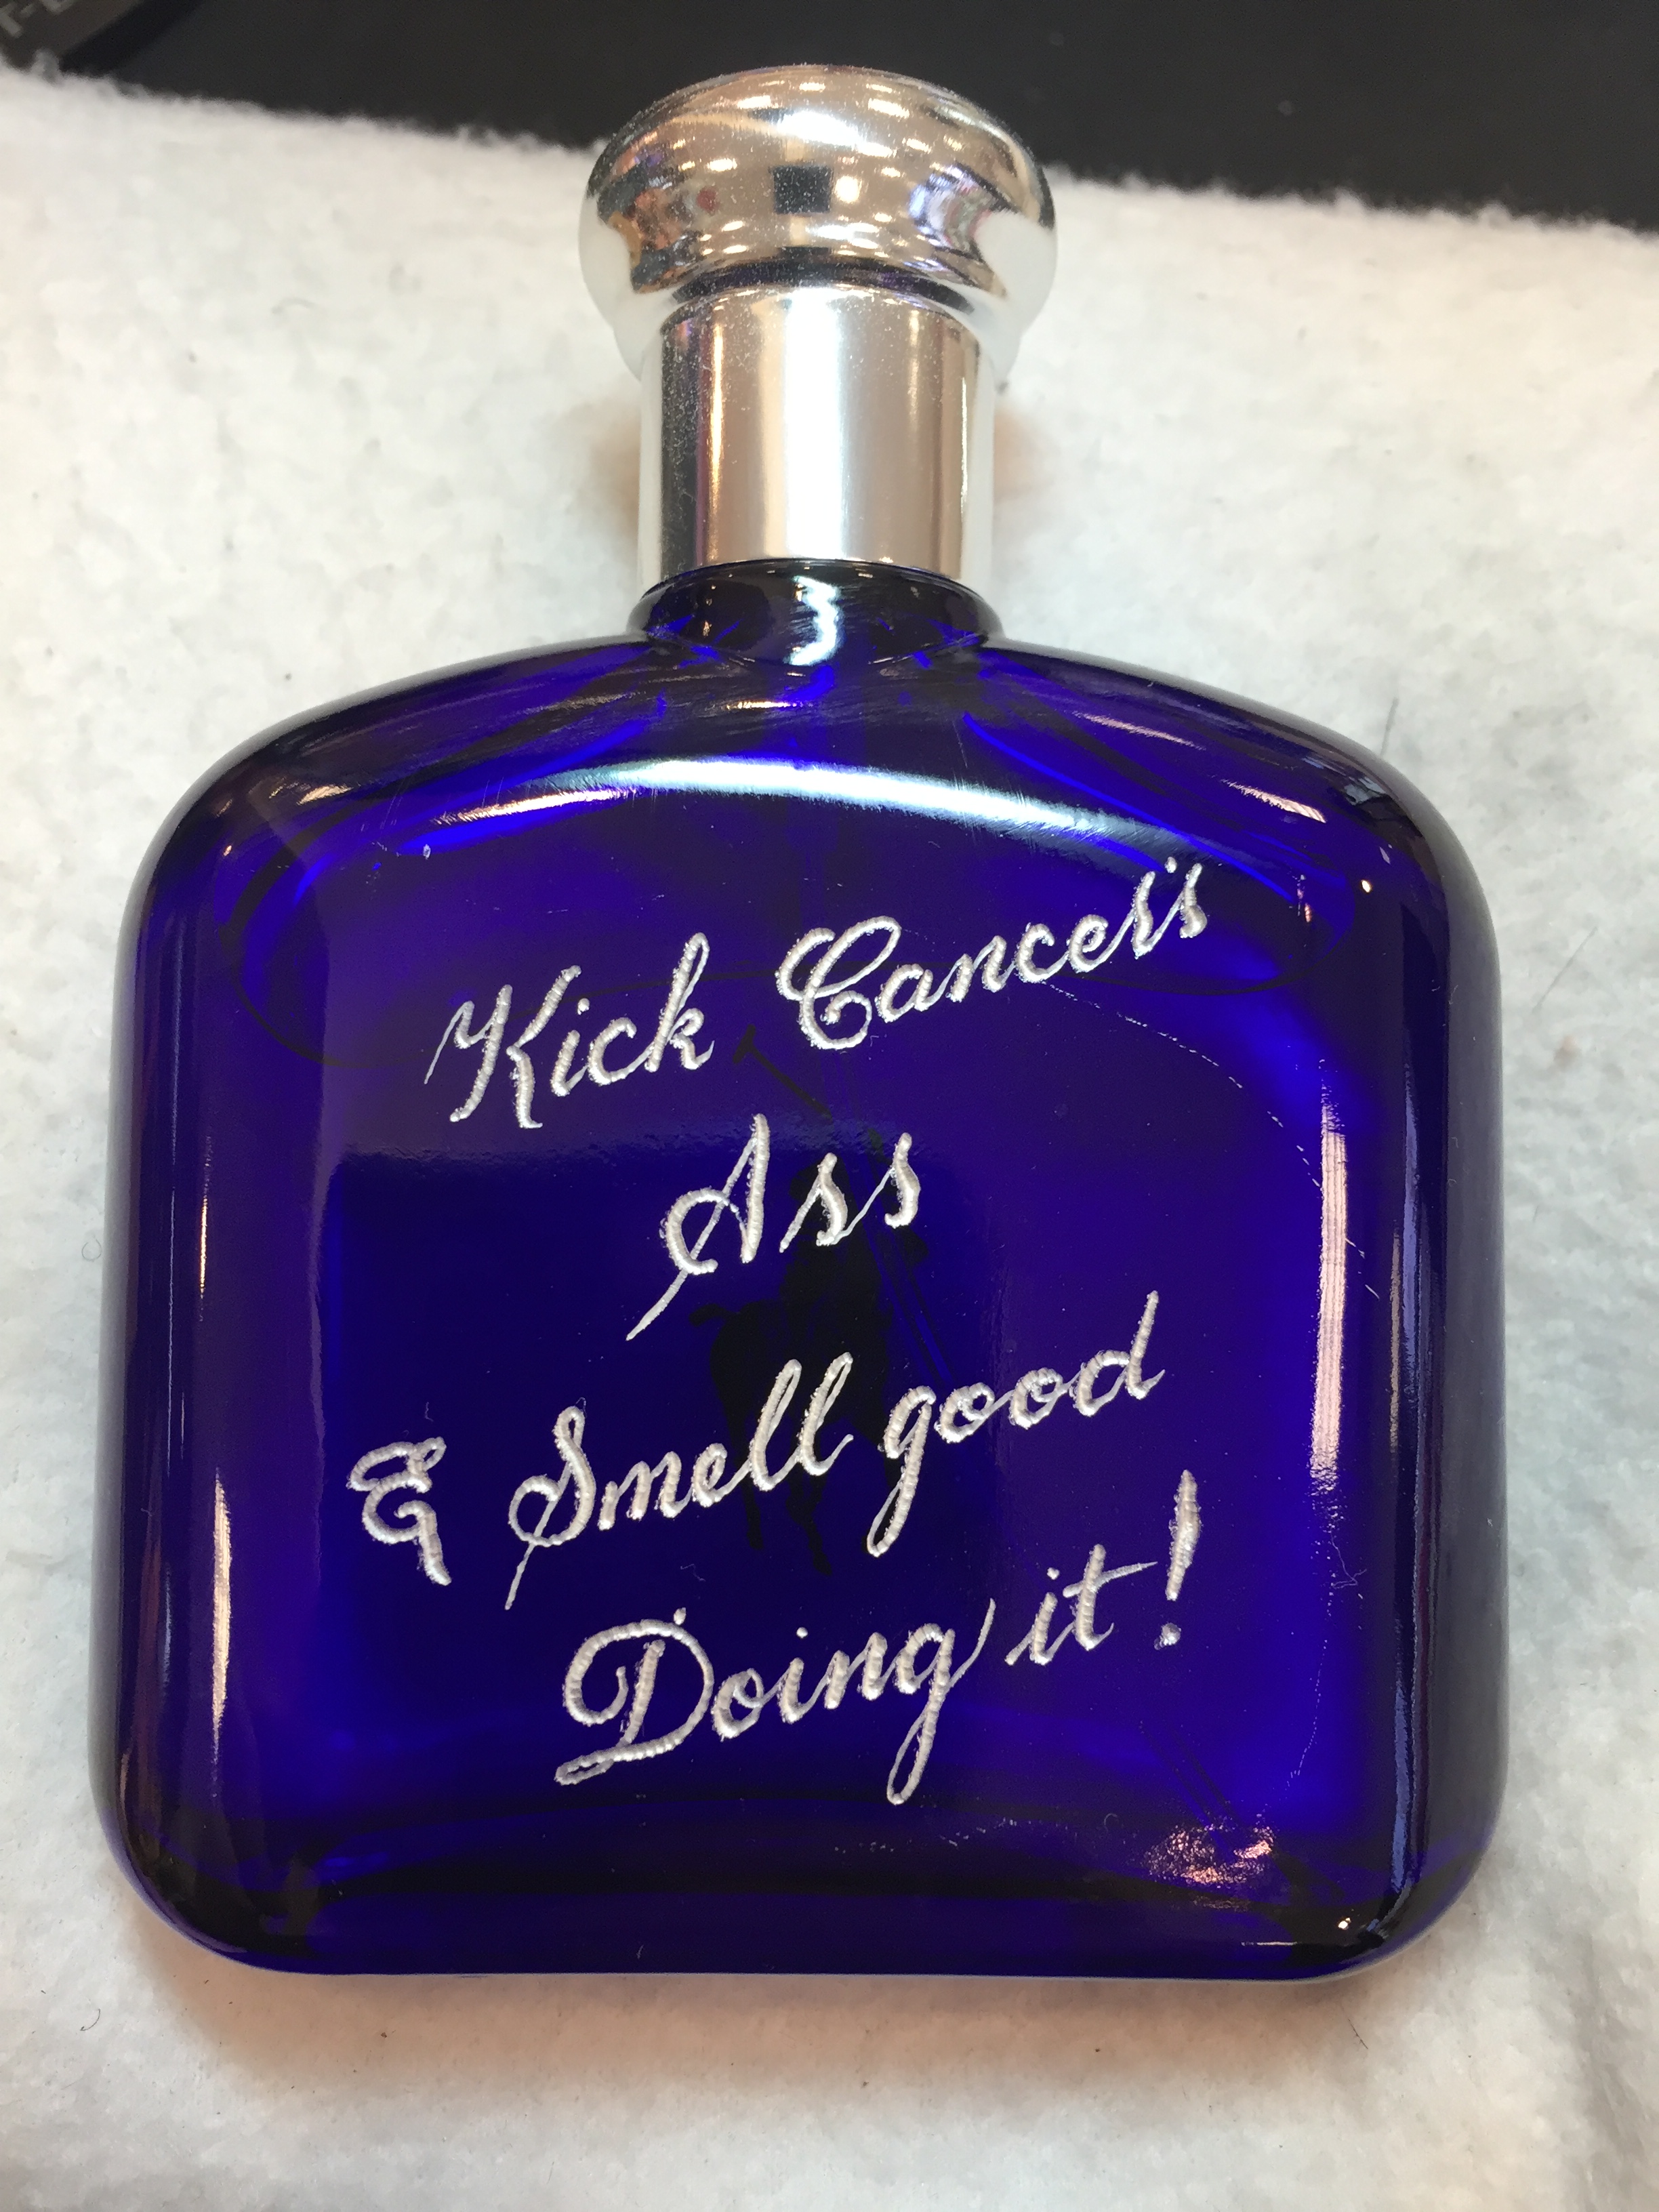 Kick Cancer's
Ass
& Smell good
Doing it!